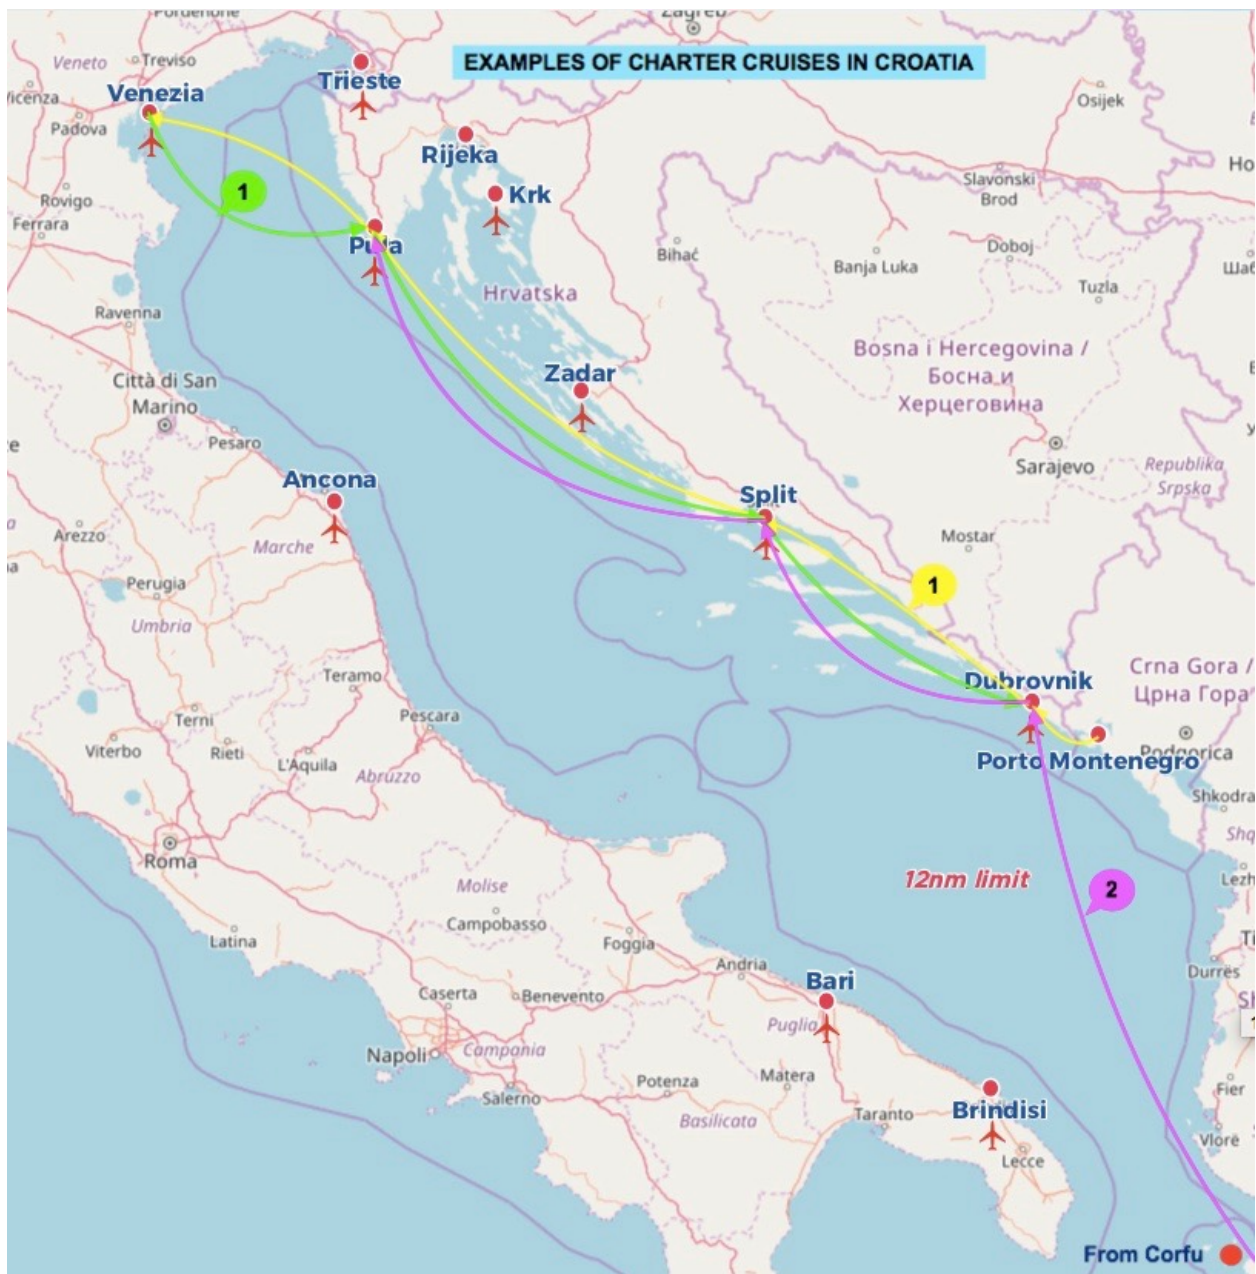 Pordenone
Zagreb
EXAMPLES OF CHARTER CRUISES IN CROATIA
Veneto
Treviso
Trieste
Venezia
Vicenza
Padova
Osijek
Rijeka
1
Krk
Rovigo
Ferrara
Slavonski
Brod
Pula
Bihać
Banja Luka
Doboj
Tuzla
Hrvatska
Ravenna
Bosna i Hercegovina /
Босна и
Херцеговина
Zadar
Città di San
Marino
Pesaro
Sarajevo
Republika
Srpska
Ancona
Split
Arezzo
Marche
Mostar
Perugia
1
Umbria
Teramo
Dubrovnik
Crna Gora /
Црна Гора
Terni
Pescara
Viterbo
Rieti
L'Aquila
Abruzzo
Podgorica
Porto Montenegro
Shkodra
Roma
12nm limit
2
Molise
Campobasso
Latina
Foggia
Andria
Bari
Durrës
Caserta
Benevento
Puglia
Napoli
Campania
Potenza
Matera
Fier
Salerno
Basilicata
Taranto
Brindisi
Vlorë
Lecce
From Corfu